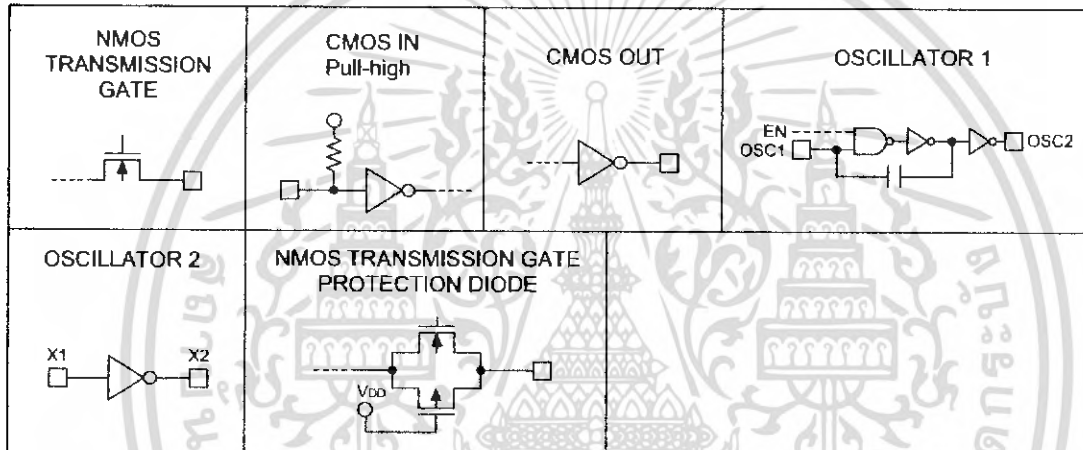 NMOS
TRANSMISSION
GATE
CMOS IN
Pull-high
CMOS OUT
OSCILLATOR 1
EN
OSC1
OSC2
OSCILLATOR 2
X1
X2
NMOS TRANSMISSION GATE
PROTECTION DIODE
VDD